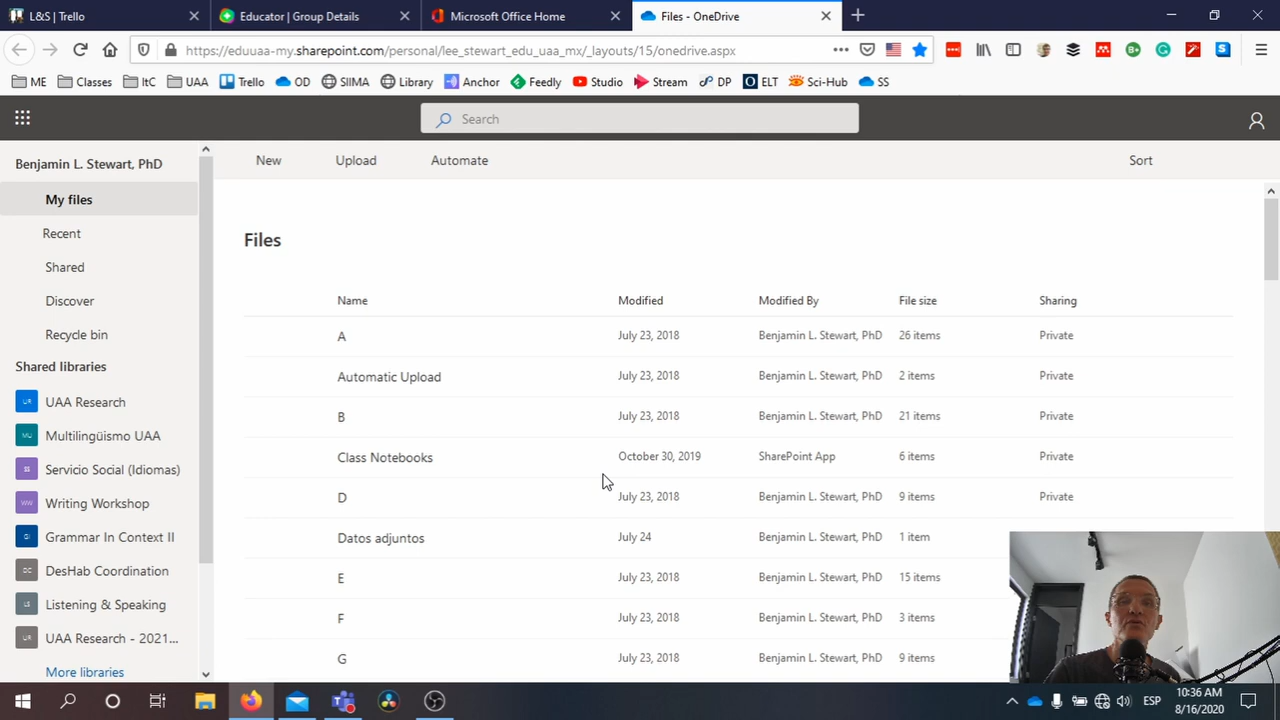 L&S | Trello
Educator | Group Details
Microsoft Office Home
Files - OneDrive
https://eduuaa-my.sharepoint.com/personal/lee_stewart_edu_uaa_mx/_layouts/15/onedrive.aspx
ME Classes ItC UAA Trello OD SIIMA Library Anchor Feedly Studio Stream DP ELT Sci-Hub SS
Search
Benjamin L. Stewart, PhD
My files
Recent
Shared
Discover
Recycle bin
Shared libraries
UR UAA Research
MU Multilingüismo UAA
SS Servicio Social (Idiomas)
WW Writing Workshop
GI Grammar In Context II
DesHab Coordination
LS Listening & Speaking
UR UAA Research - 2021...
More libraries
New Upload Automate Sort
Files
Name Modified Modified By File size Sharing
A July 23, 2018 Benjamin L. Stewart, PhD 26 items Private
Automatic Upload July 23, 2018 Benjamin L. Stewart, PhD 2 items Private
B July 23, 2018 Benjamin L. Stewart, PhD 21 items Private
Class Notebooks October 30, 2019 SharePoint App 6 items Private
D July 23, 2018 Benjamin L. Stewart, PhD 9 items Private
Datos adjuntos July 24 Benjamin L. Stewart, PhD 1 item
E July 23, 2018 Benjamin L. Stewart, PhD 15 items
F July 23, 2018 Benjamin L. Stewart, PhD 3 items
G July 23, 2018 Benjamin L. Stewart, PhD 9 items
ESP
10:36 AM
8/16/2020